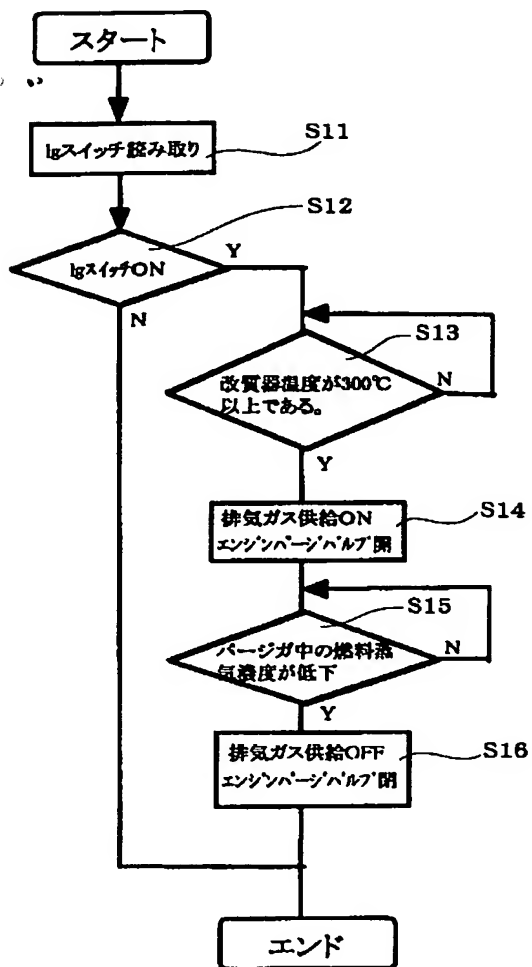 スタート
Igスイッチ読み取り
S11
S12
IgスイッチON
Y
N
S13
改質器温度が300℃
以上である。
N
Y
排気ガス供給ON
エンジンパージバルブ開
S14
S15
パージガ中の燃料蒸
気濃度が低下
N
Y
排気ガス供給OFF
エンジンパージバルブ閉
S16
エンド